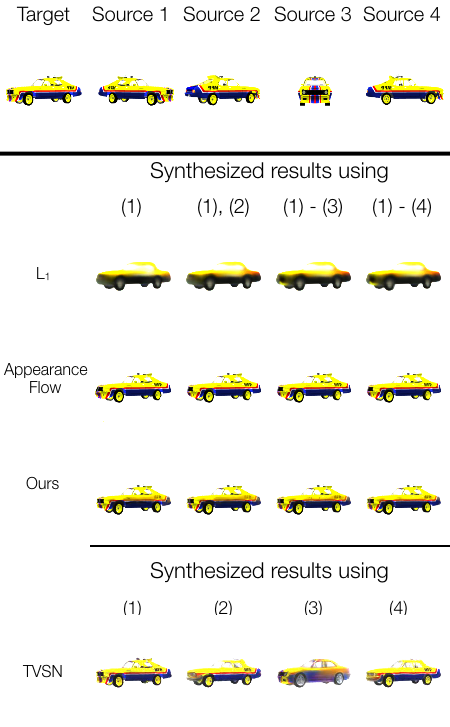 Target Source 1 Source 2 Source 3 Source 4
Synthesized results using
(1) (1), (2) (1) - (3) (1) - (4)
L₁
Appearance
Flow
Ours
Synthesized results using
(1) (2) (3) (4)
TVSN